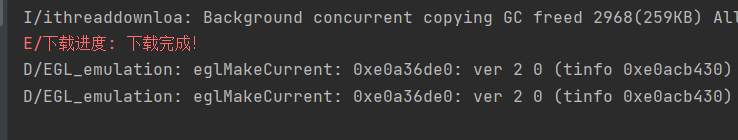 I/ithreaddownloa: Background concurrent copying GC freed 2968(259KB) All
E/下载进度: 下载完成!
D/EGL_emulation: eglMakeCurrent: 0xe0a36de0: ver 2 0 (tinfo 0xe0acb430)
D/EGL_emulation: eglMakeCurrent: 0xe0a36de0: ver 2 0 (tinfo 0xe0acb430)